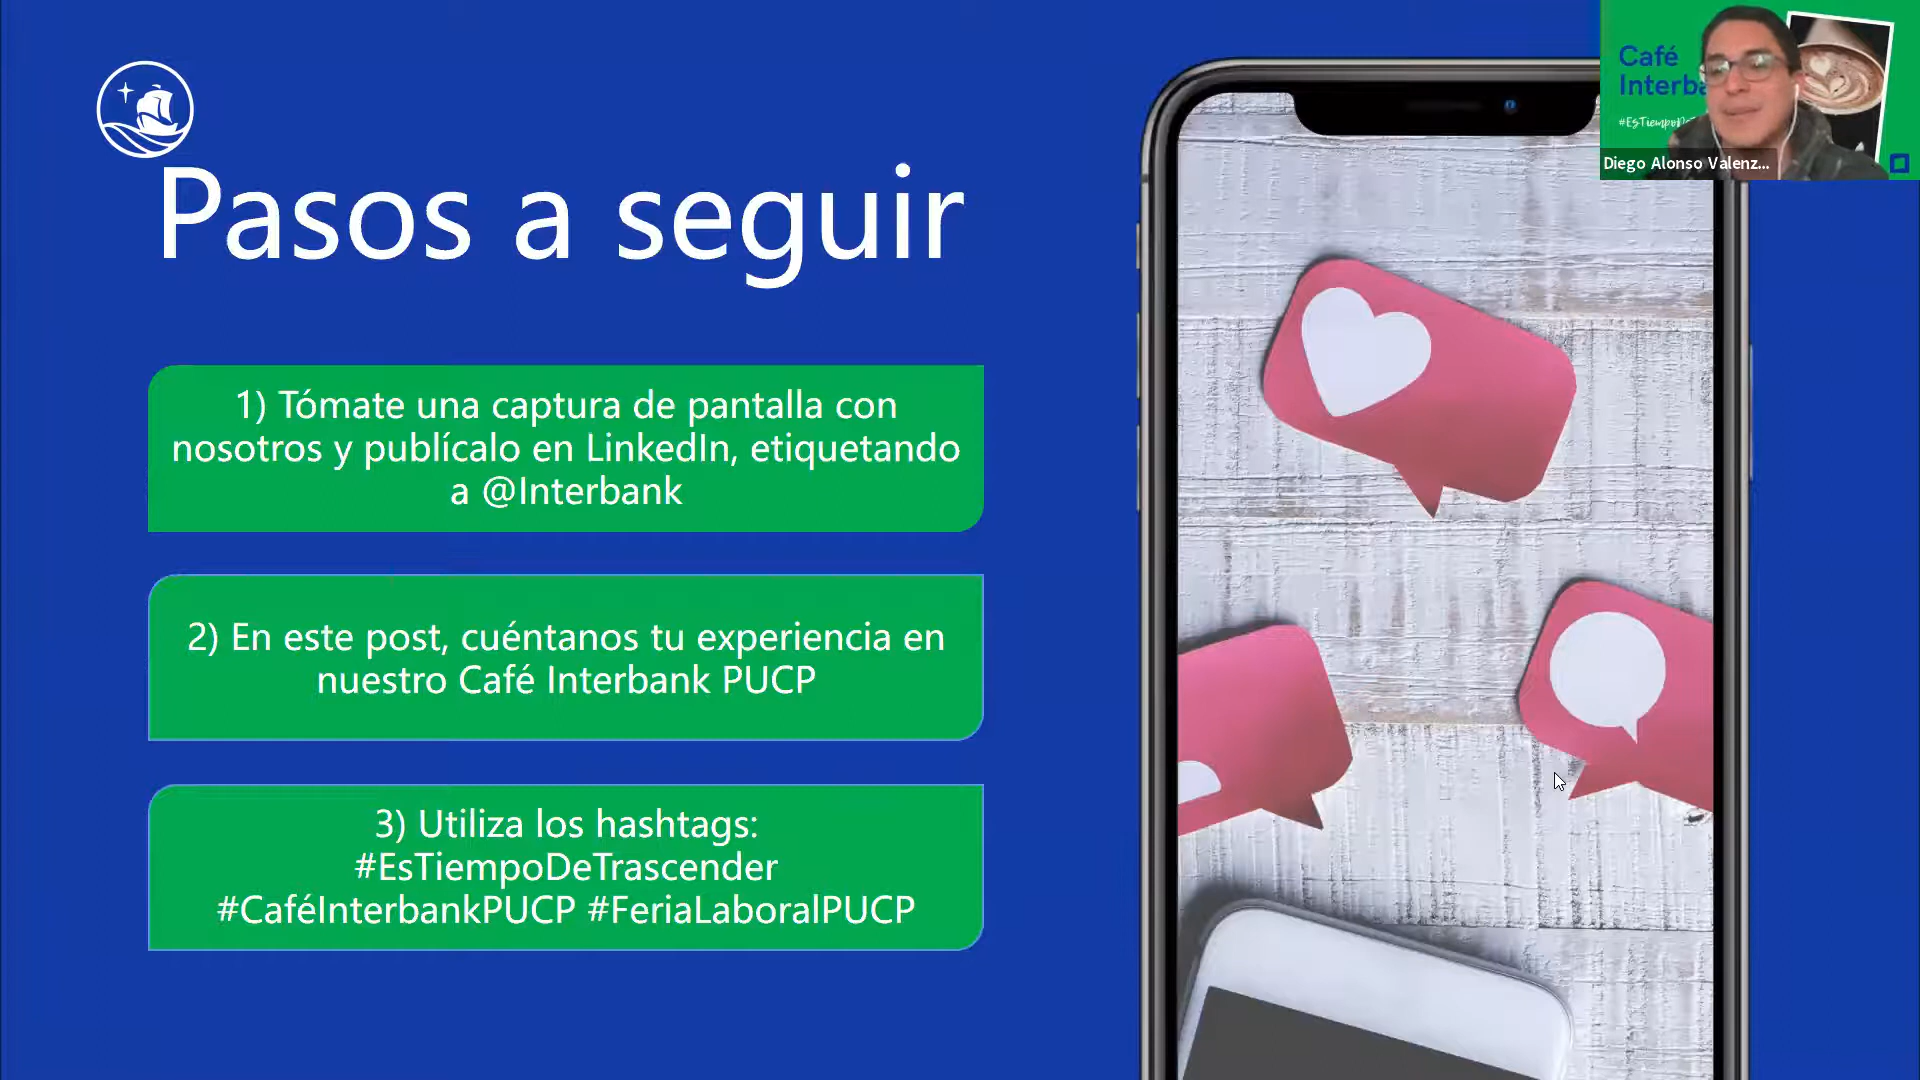 Pasos a seguir
1) Tómate una captura de pantalla con
nosotros y publícalo en LinkedIn, etiquetando
a @Interbank
2) En este post, cuéntanos tu experiencia en
nuestro Café Interbank PUCP
3) Utiliza los hashtags:
#EsTiempoDeTrascender
#CaféInterbankPUCP #FeriaLaboralPUCP
Café
Interba
#EsTiempoDeT
Diego Alonso Valenz...